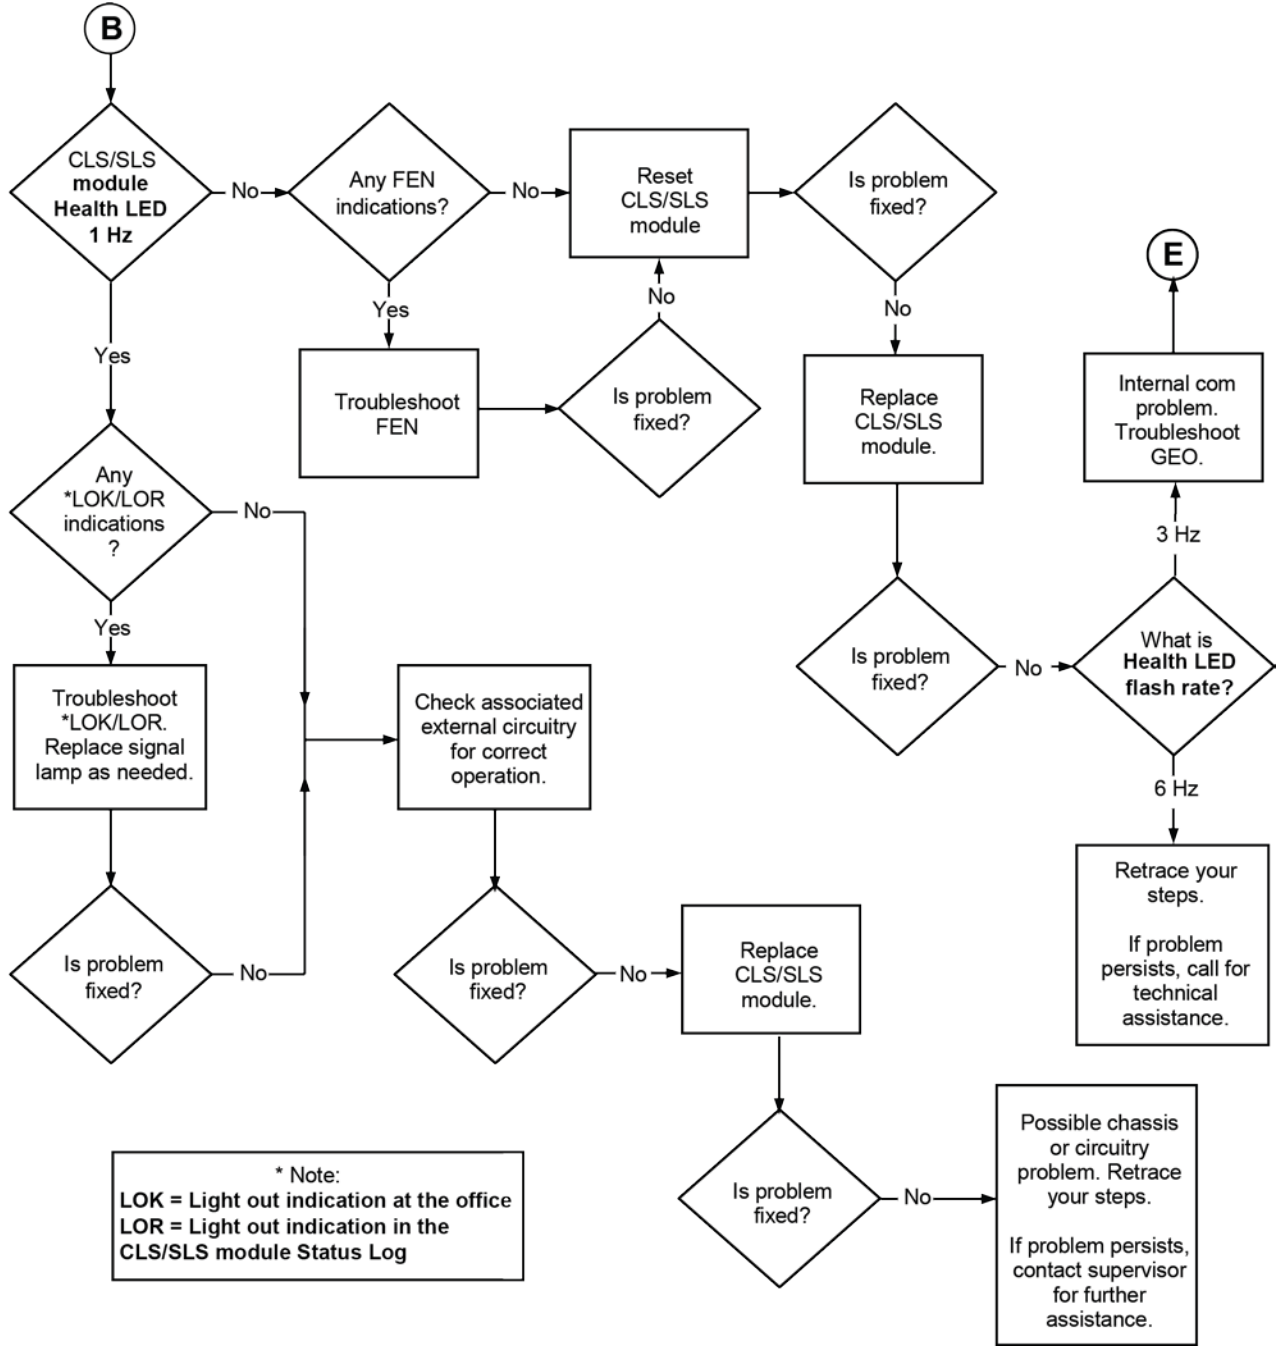 B
CLS/SLS
module
Health LED
1 Hz
No
Any FEN
indications?
No
Reset
CLS/SLS
module
Is problem
fixed?
Yes
Yes
Troubleshoot
FEN
Is problem
fixed?
No
No
Replace
CLS/SLS
module.
E
Internal com
problem.
Troubleshoot
GEO.
3 Hz
Any
*LOK/LOR
indications
?
No
Yes
Troubleshoot
*LOK/LOR.
Replace signal
lamp as needed.
Check associated
external circuitry
for correct
operation.
Is problem
fixed?
No
What is
Health LED
flash rate?
6 Hz
Retrace your
steps.
If problem
persists, call for
technical
assistance.
Is problem
fixed?
No
Is problem
fixed?
No
Replace
CLS/SLS
module.
Is problem
fixed?
No
Possible chassis
or circuitry
problem. Retrace
your steps.
If problem persists,
contact supervisor
for further
assistance.
* Note:
LOK = Light out indication at the office
LOR = Light out indication in the
CLS/SLS module Status Log